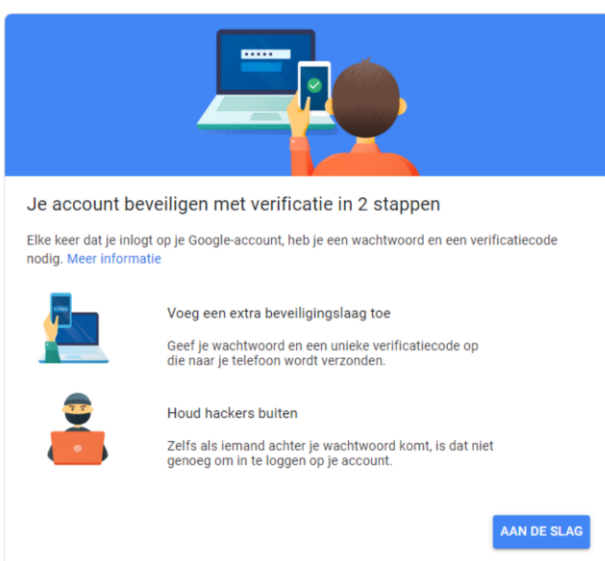 Je account beveiligen met verificatie in 2 stappen
Elke keer dat je inlogt op je Google-account, heb je een wachtwoord en een verificatiecode
nodig. Meer informatie
Voeg een extra beveiligingslaag toe
Geef je wachtwoord en een unieke verificatiecode op
die naar je telefoon wordt verzonden.
Houd hackers buiten
Zelfs als iemand achter je wachtwoord komt, is dat niet
genoeg om in te loggen op je account.
AAN DE SLAG